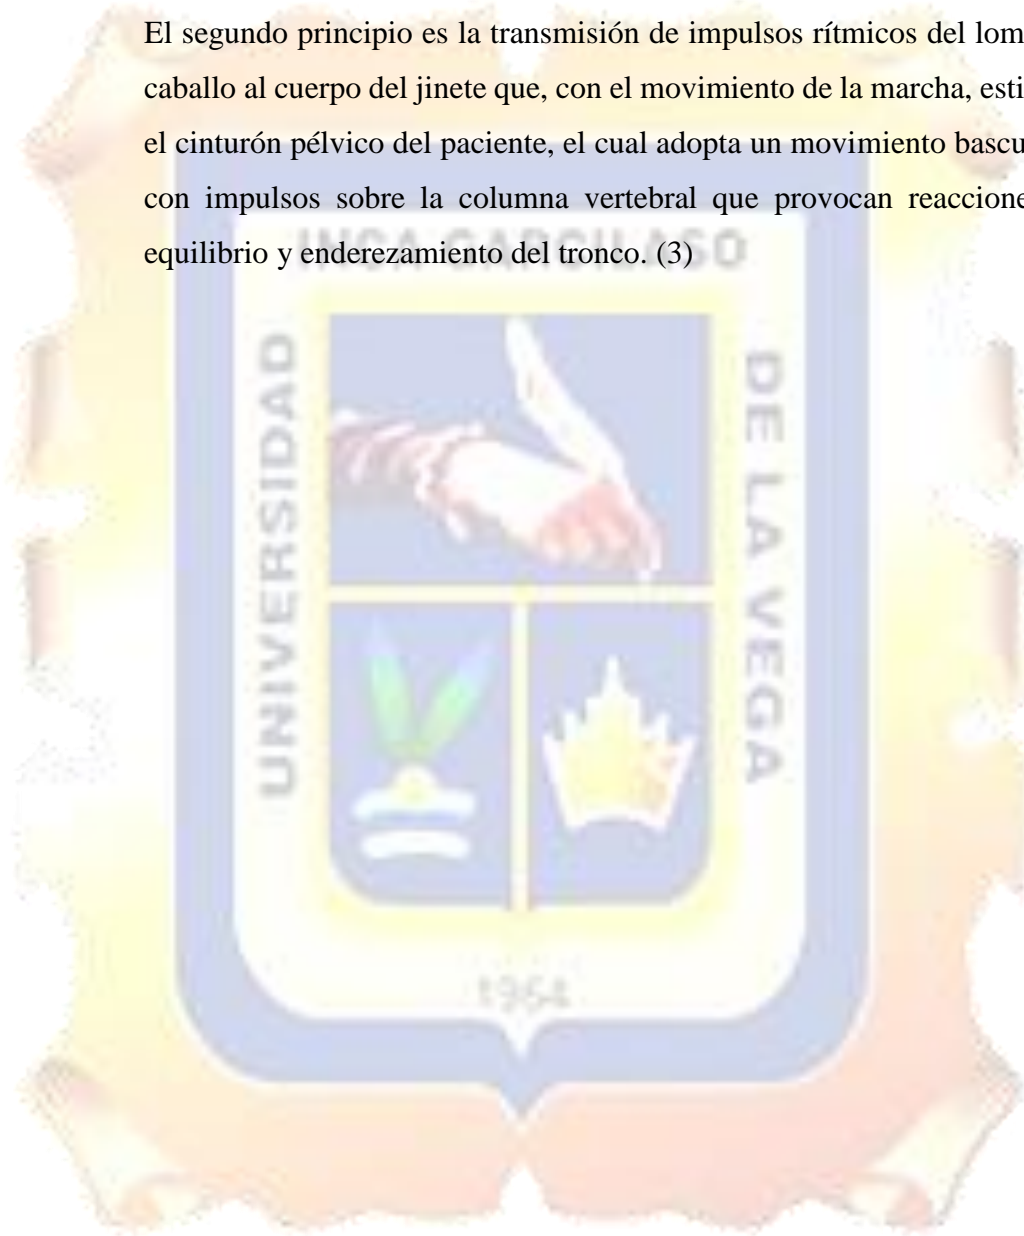 El segundo principio es la transmisión de impulsos rítmicos del lom
caballo al cuerpo del jinete que, con el movimiento de la marcha, esti
el cinturón pélvico del paciente, el cual adopta un movimiento bascu
con impulsos sobre la columna vertebral que provocan reaccione
equilibrio y enderezamiento del tronco. (3)
INCA GARCILASO
UNIVERSIDAD
DE LA VEGA
1964